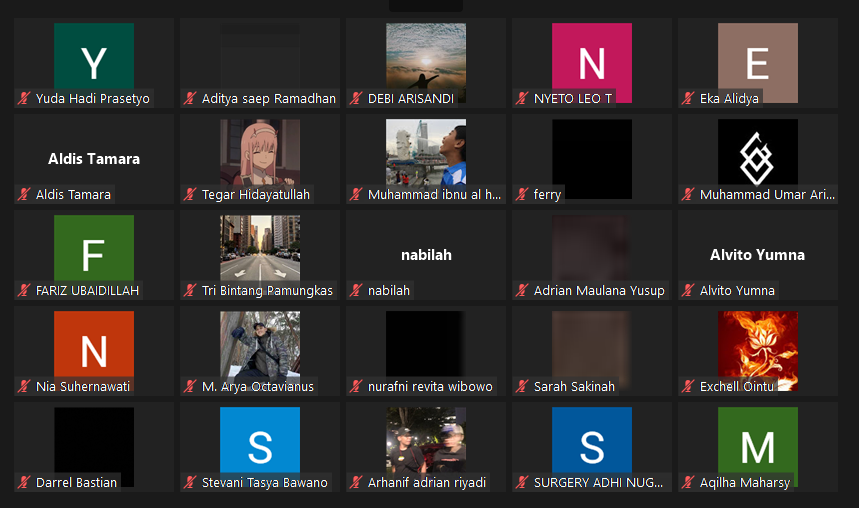 Y
Yuda Hadi Prasetyo
Aditya saep Ramadhan
DEBI ARISANDI
N
NYETO LEO T
E
Eka Alidya
Aldis Tamara
Aldis Tamara
Tegar Hidayatullah
Muhammad ibnu al h...
ferry
Muhammad Umar Ari...
F
FARIZ UBAIDILLAH
Tri Bintang Pamungkas
nabilah
nabilah
Adrian Maulana Yusup
Alvito Yumna
Alvito Yumna
N
Nia Suhernawati
M. Arya Octavianus
nurafni revita wibowo
Sarah Sakinah
Exchell Ointu
Darrel Bastian
S
Stevani Tasya Bawano
Arhanif adrian riyadi
S
SURGERY ADHI NUG...
M
Aqilha Maharsy